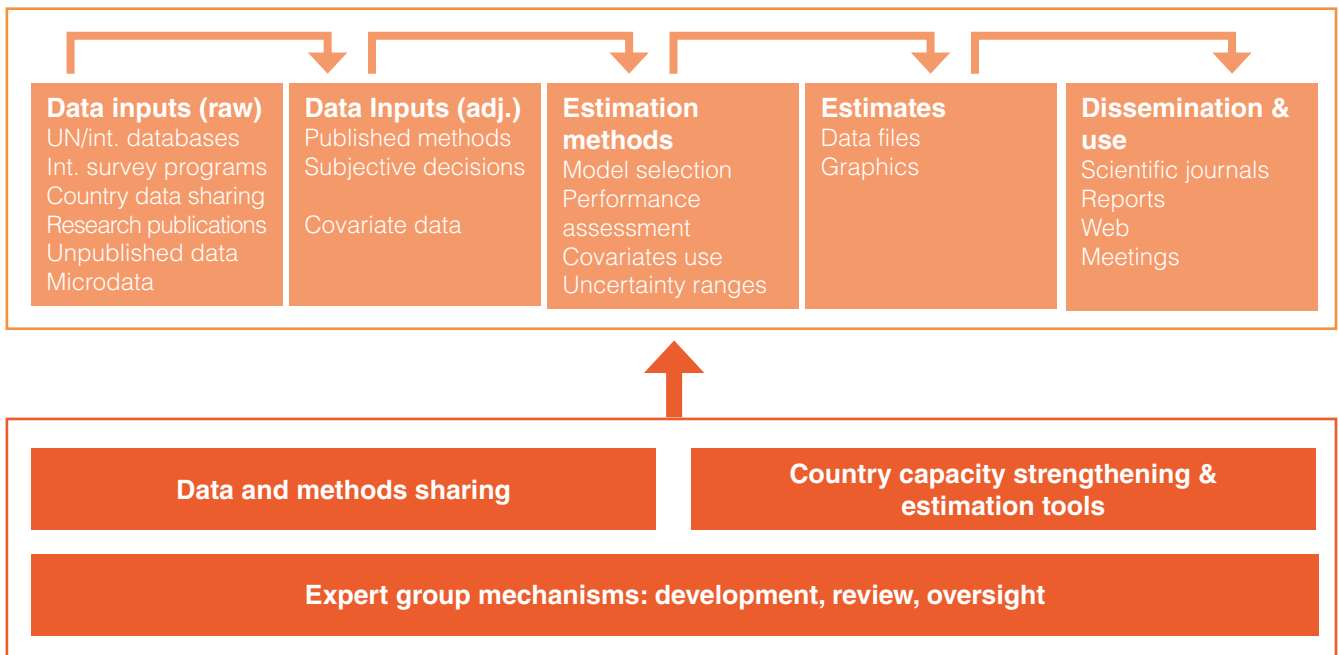 Data inputs (raw)
UN/int. databases
Int. survey programs
Country data sharing
Research publications
Unpublished data
Microdata
Data Inputs (adj.)
Published methods
Subjective decisions
Covariate data
Estimation
methods
Model selection
Performance
assessment
Covariates use
Uncertainty ranges
Estimates
Data files
Graphics
Dissemination &
use
Scientific journals
Reports
Web
Meetings
Data and methods sharing
Country capacity strengthening &
estimation tools
Expert group mechanisms: development, review, oversight